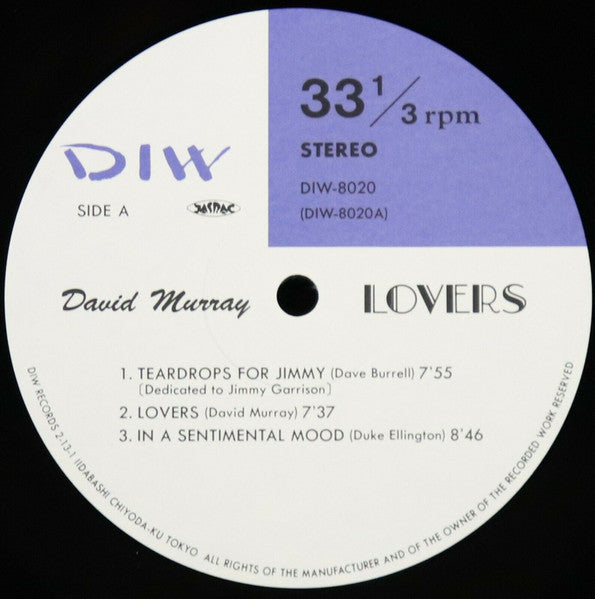 33 1/3 rpm
STEREO
DIW
DIW-8020
SIDE A
JASRAC
(DIW-8020A)
David Murray
LOVERS
1. TEARDROPS FOR JIMMY (Dave Burrell) 7'55
(Dedicated to Jimmy Garrison)
2. LOVERS (David Murray) 7'37
3. IN A SENTIMENTAL MOOD (Duke Ellington) 8'46
DIW RECORDS 2-13-1 IIDABASHI CHIYODA-KU TOKYO ALL RIGHTS OF THE MANUFACTURER AND OF THE OWNER OF THE RECORDED WORK RESERVED